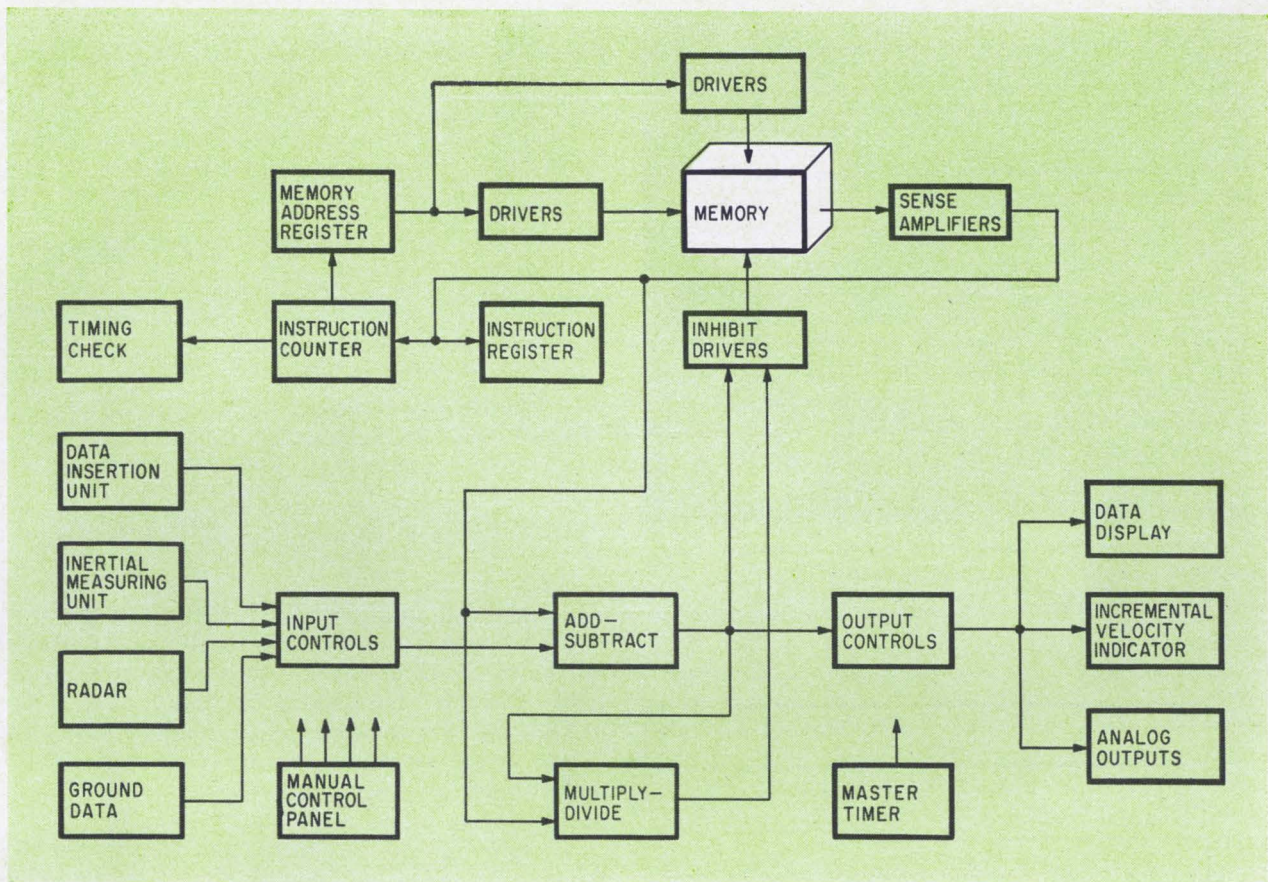 DRIVERS
MEMORY
ADDRESS
REGISTER
DRIVERS
MEMORY
SENSE
AMPLIFIERS
TIMING
CHECK
INSTRUCTION
COUNTER
INSTRUCTION
REGISTER
INHIBIT
DRIVERS
DATA
INSERTION
UNIT
INERTIAL
MEASURING
UNIT
RADAR
GROUND
DATA
INPUT
CONTROLS
MANUAL
CONTROL
PANEL
ADD—
SUBTRACT
MULTIPLY—
DIVIDE
OUTPUT
CONTROLS
MASTER
TIMER
DATA
DISPLAY
INCREMENTAL
VELOCITY
INDICATOR
ANALOG
OUTPUTS